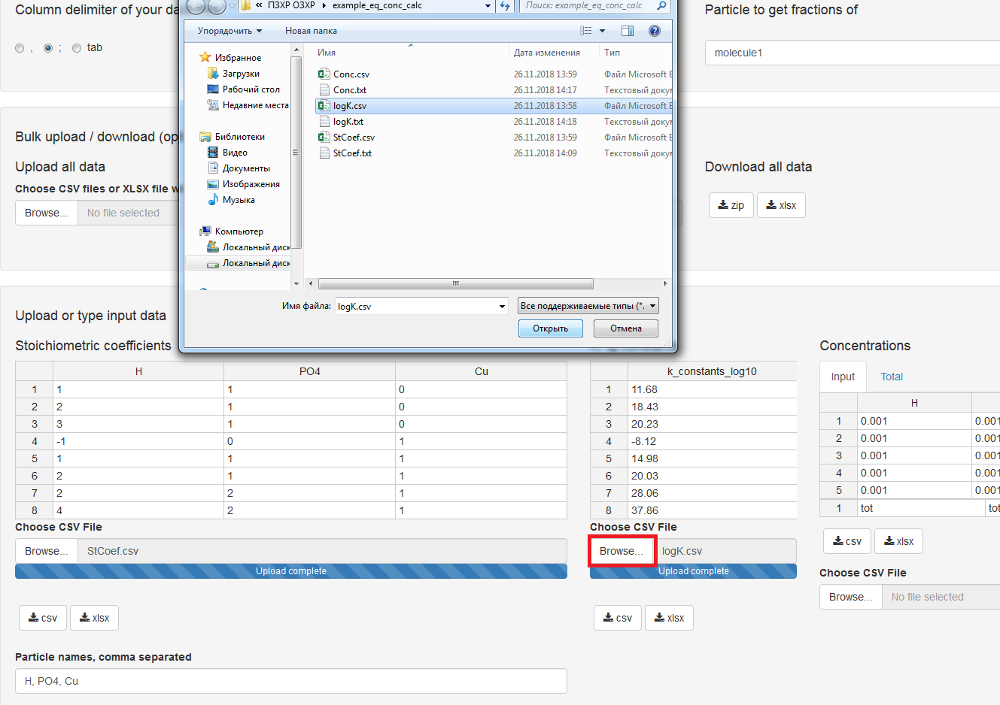 Column delimiter of your da
, ; tab
Particle to get fractions of
molecule1
« ПЗХР ОЗХР example_eq_conc_calc
Поиск: example_eq_conc_calc
Упорядочить
Новая папка
Избранное
Загрузки
Рабочий стол
Недавние места
Библиотеки
Видео
Документы
Изображения
Музыка
Компьютер
Локальный диск
Локальный диск
Имя Дата изменения Тип
Conc.csv 26.11.2018 13:59 Файл Microsoft E
Conc.txt 26.11.2018 14:17 Текстовый докум
logK.csv 26.11.2018 13:58 Файл Microsoft E
logK.txt 26.11.2018 14:18 Текстовый докум
StCoef.csv 26.11.2018 13:59 Файл Microsoft E
StCoef.txt 26.11.2018 14:09 Текстовый докум
Имя файла: logK.csv
Все поддерживаемые типы (*.
Открыть Отмена
Bulk upload / download (op
Upload all data
Choose CSV files or XLSX file w
Browse... No file selected
Download all data
zip xlsx
Upload or type input data
Stoichiometric coefficients
H PO4 Cu
1 1 1 0
2 2 1 0
3 3 1 0
4 -1 0 1
5 1 1 1
6 2 1 1
7 2 2 1
8 4 2 1
Choose CSV File
Browse... StCoef.csv
Upload complete
csv xlsx
Particle names, comma separated
H, PO4, Cu
k_constants_log10
1 11.68
2 18.43
3 20.23
4 -8.12
5 14.98
6 20.03
7 28.06
8 37.86
Choose CSV File
Browse... logK.csv
Upload complete
csv xlsx
Concentrations
Input Total
H
1 0.001 0.001
2 0.001 0.001
3 0.001 0.001
4 0.001 0.001
5 0.001 0.001
1 tot tot
csv xlsx
Choose CSV File
Browse... No file selected